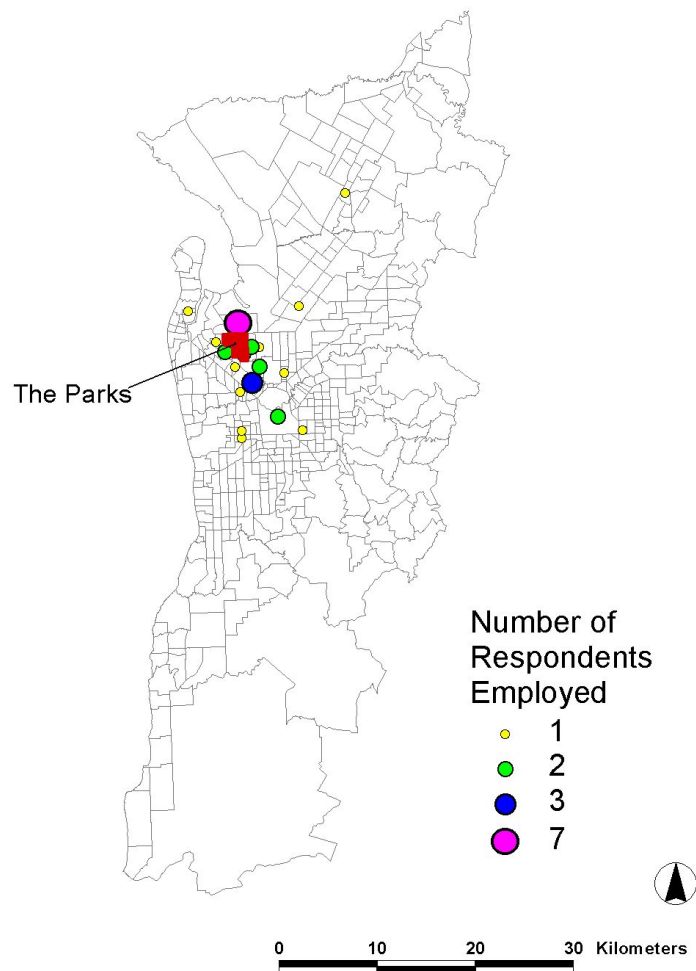 The Parks
Number of
Respondents
Employed
1
2
3
7
0 10 20 30 Kilometers